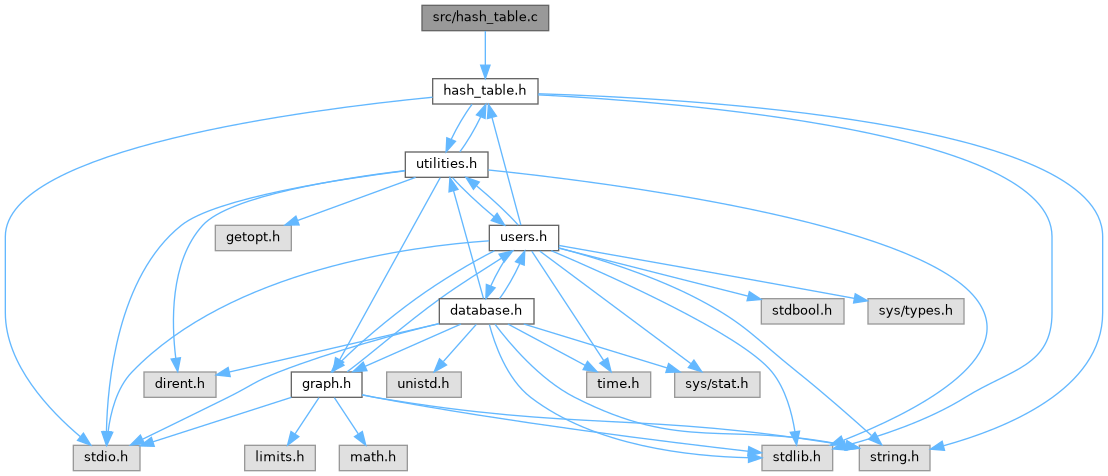 src/hash_table.c
hash_table.h
utilities.h
getopt.h
users.h
database.h
stdbool.h
sys/types.h
dirent.h
graph.h
unistd.h
time.h
sys/stat.h
stdio.h
limits.h
math.h
stdlib.h
string.h